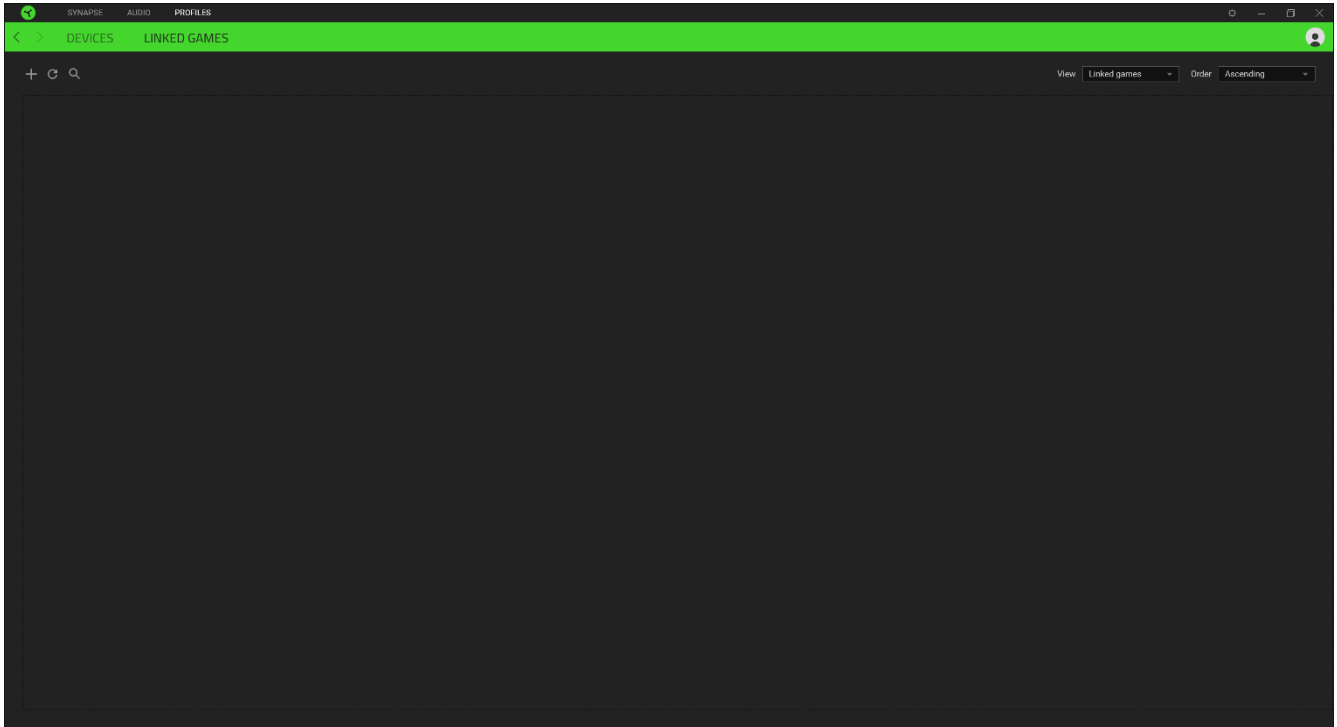 SYNAPSE AUDIO PROFILES
DEVICES LINKED GAMES
View Linked games Order Ascending